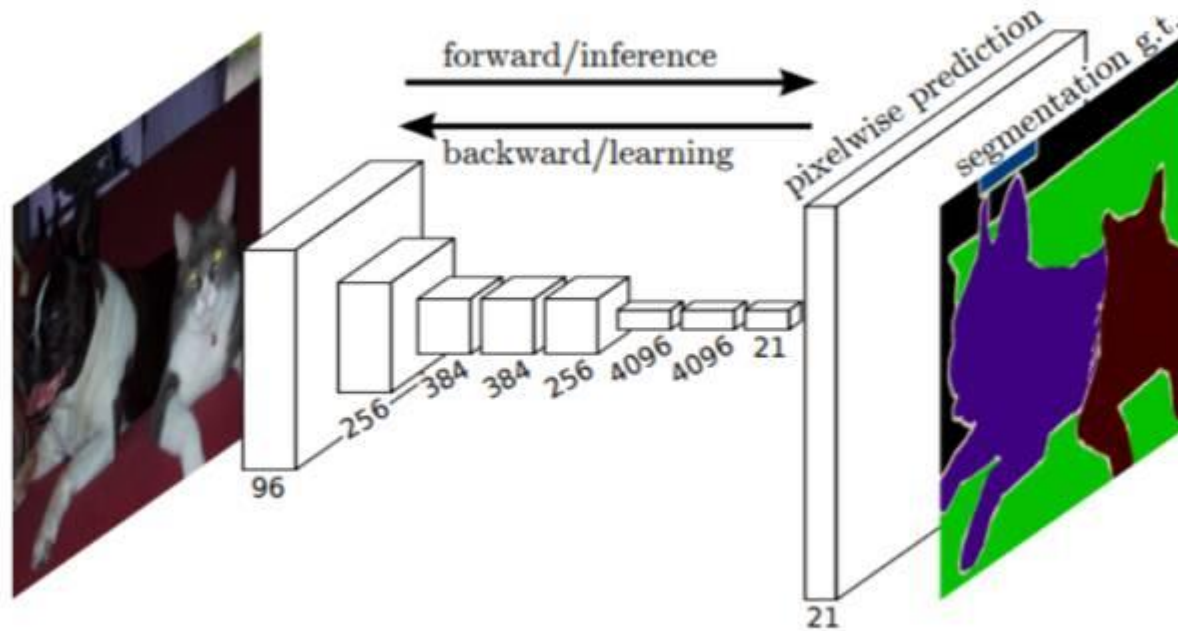 forward/inference
backward/learning
pixelwise prediction
segmentation g.t.
96
256
384
384
256
4096
4096
21
21